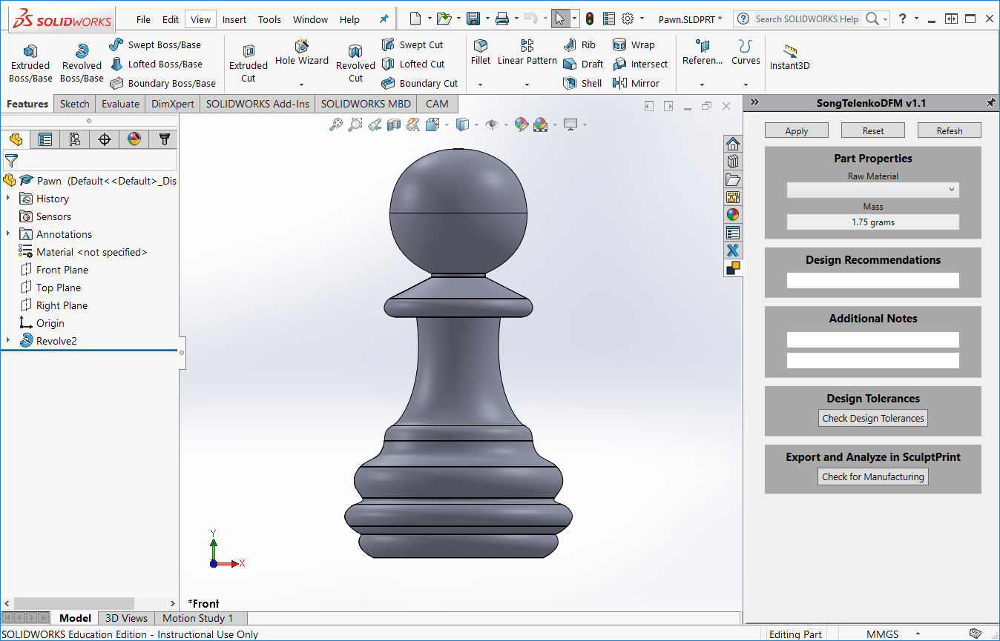 SOLIDWORKS File Edit View Insert Tools Window Help Pawn.SLDPRT * Search SOLIDWORKS Help ?
Extruded Boss/Base
Revolved Boss/Base
Swept Boss/Base
Lofted Boss/Base
Boundary Boss/Base
Extruded Cut
Hole Wizard
Revolved Cut
Swept Cut
Lofted Cut
Boundary Cut
Fillet
Linear Pattern
Rib
Draft
Shell
Wrap
Intersect
Mirror
Referen...
Curves
Instant3D
Features Sketch Evaluate DimXpert SOLIDWORKS Add-Ins SOLIDWORKS MBD CAM
Pawn (Default<<Default>_Dis
History
Sensors
Annotations
Material <not specified>
Front Plane
Top Plane
Right Plane
Origin
Revolve2
Y
X
*Front
SongTelenkoDFM v1.1
Apply Reset Refesh
Part Properties
Raw Material
Mass
1.75 grams
Design Recommendations
Additional Notes
Design Tolerances
Check Design Tolerances
Export and Analyze in SculptPrint
Check for Manufacturing
Model 3D Views Motion Study 1
SOLIDWORKS Education Edition - Instructional Use Only Editing Part MMGS